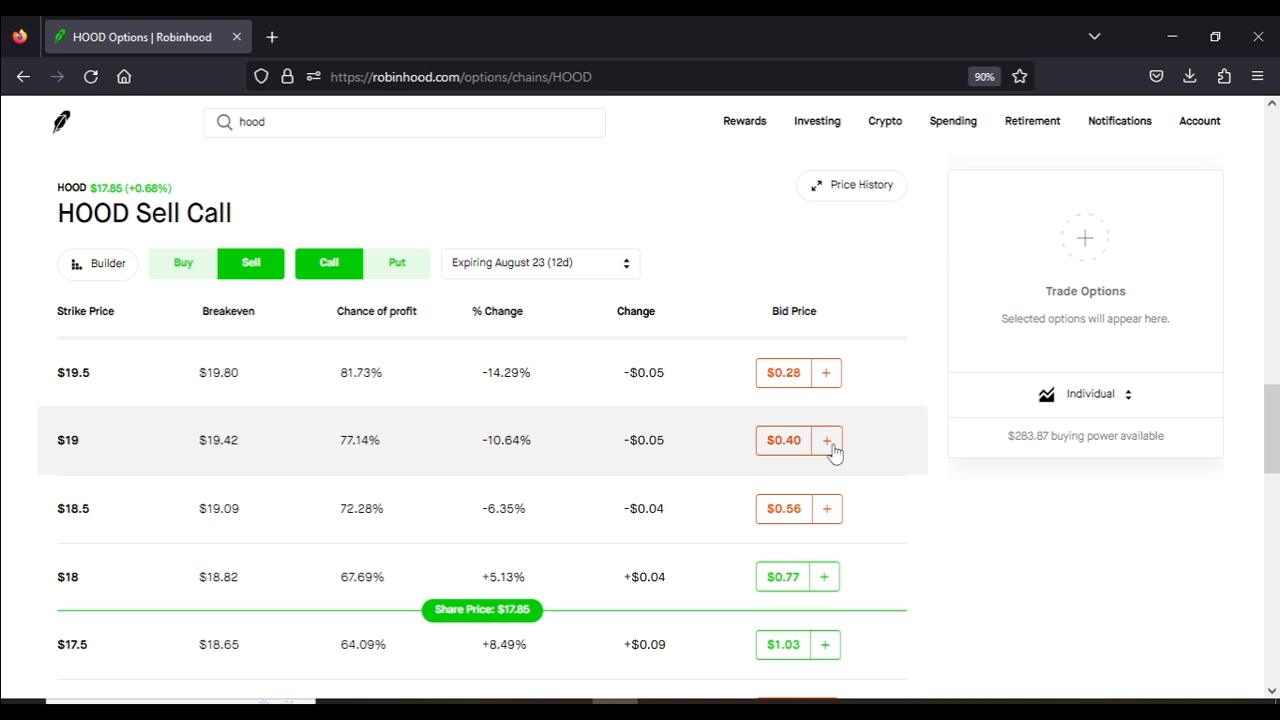 HOOD Options | Robinhood
https://robinhood.com/options/chains/HOOD
90%
hood
Rewards Investing Crypto Spending Retirement Notifications Account
HOOD $17.85 (+0.68%)
HOOD Sell Call
Price History
Builder Buy Sell Call Put Expiring August 23 (12d)
Strike Price Breakeven Chance of profit % Change Change Bid Price
$19.5 $19.80 81.73% -14.29% -$0.05 $0.28 +
$19 $19.42 77.14% -10.64% -$0.05 $0.40 +
$18.5 $19.09 72.28% -6.35% -$0.04 $0.56 +
$18 $18.82 67.69% +5.13% +$0.04 $0.77 +
Share Price: $17.85
$17.5 $18.65 64.09% +8.49% +$0.09 $1.03 +
Trade Options
Selected options will appear here.
Individual
$283.87 buying power available